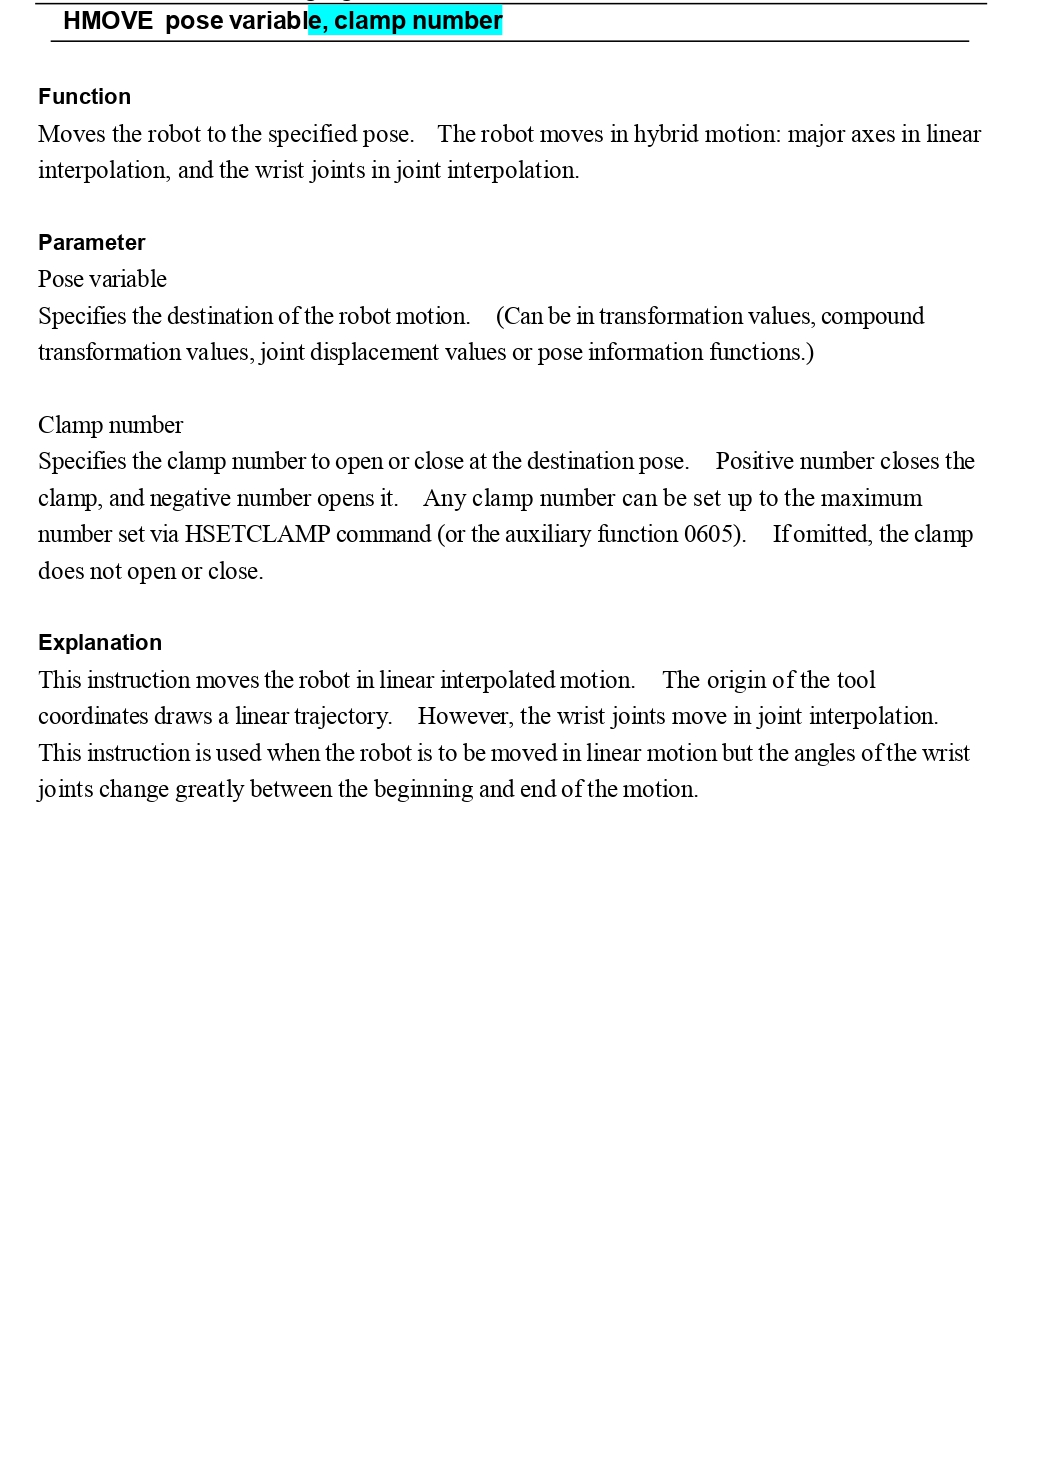 HMOVE pose variable, clamp number
Function
Moves the robot to the specified pose. The robot moves in hybrid motion: major axes in linear
interpolation, and the wrist joints in joint interpolation.
Parameter
Pose variable
Specifies the destination of the robot motion. (Can be in transformation values, compound
transformation values, joint displacement values or pose information functions.)
Clamp number
Specifies the clamp number to open or close at the destination pose. Positive number closes the
clamp, and negative number opens it. Any clamp number can be set up to the maximum
number set via HSETCLAMP command (or the auxiliary function 0605). If omitted, the clamp
does not open or close.
Explanation
This instruction moves the robot in linear interpolated motion. The origin of the tool
coordinates draws a linear trajectory. However, the wrist joints move in joint interpolation.
This instruction is used when the robot is to be moved in linear motion but the angles of the wrist
joints change greatly between the beginning and end of the motion.